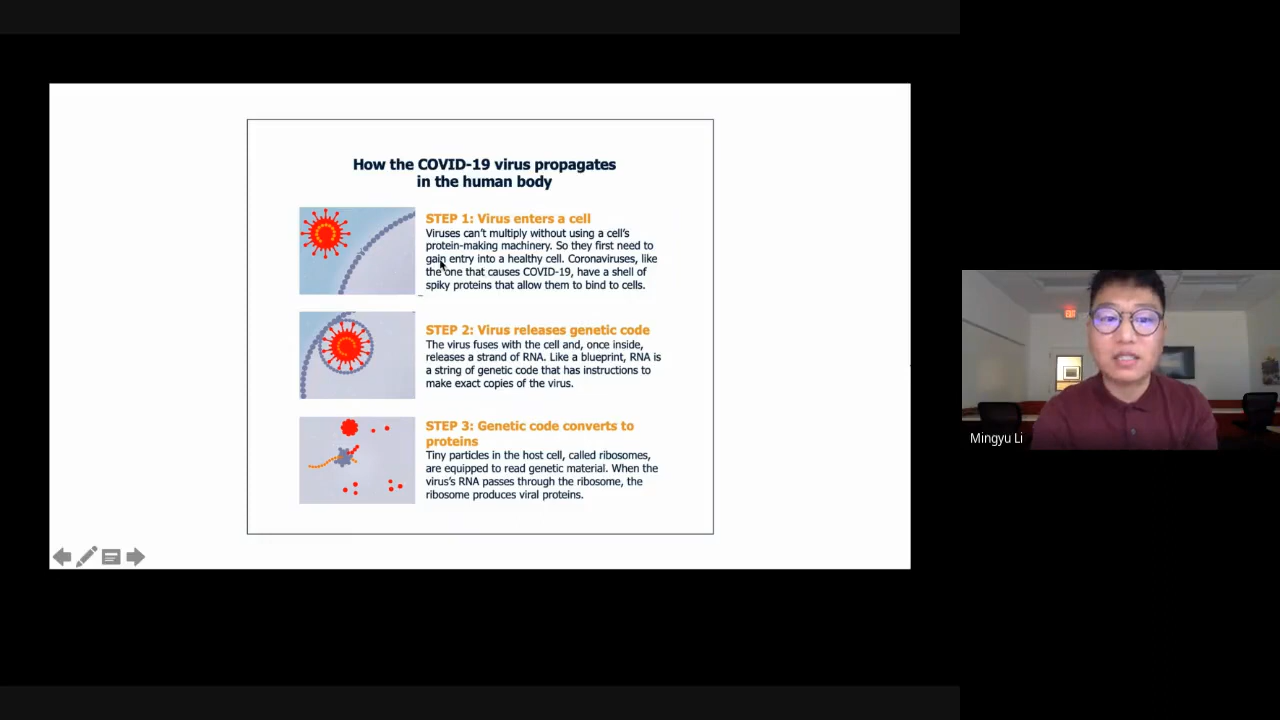 How the COVID-19 virus propagates
in the human body
STEP 1: Virus enters a cell
Viruses can't multiply without using a cell's
protein-making machinery. So they first need to
gain entry into a healthy cell. Coronaviruses, like
the one that causes COVID-19, have a shell of
spiky proteins that allow them to bind to cells.
STEP 2: Virus releases genetic code
The virus fuses with the cell and, once inside,
releases a strand of RNA. Like a blueprint, RNA is
a string of genetic code that has instructions to
make exact copies of the virus.
STEP 3: Genetic code converts to
proteins
Tiny particles in the host cell, called ribosomes,
are equipped to read genetic material. When the
virus's RNA passes through the ribosome, the
ribosome produces viral proteins.
Mingyu Li